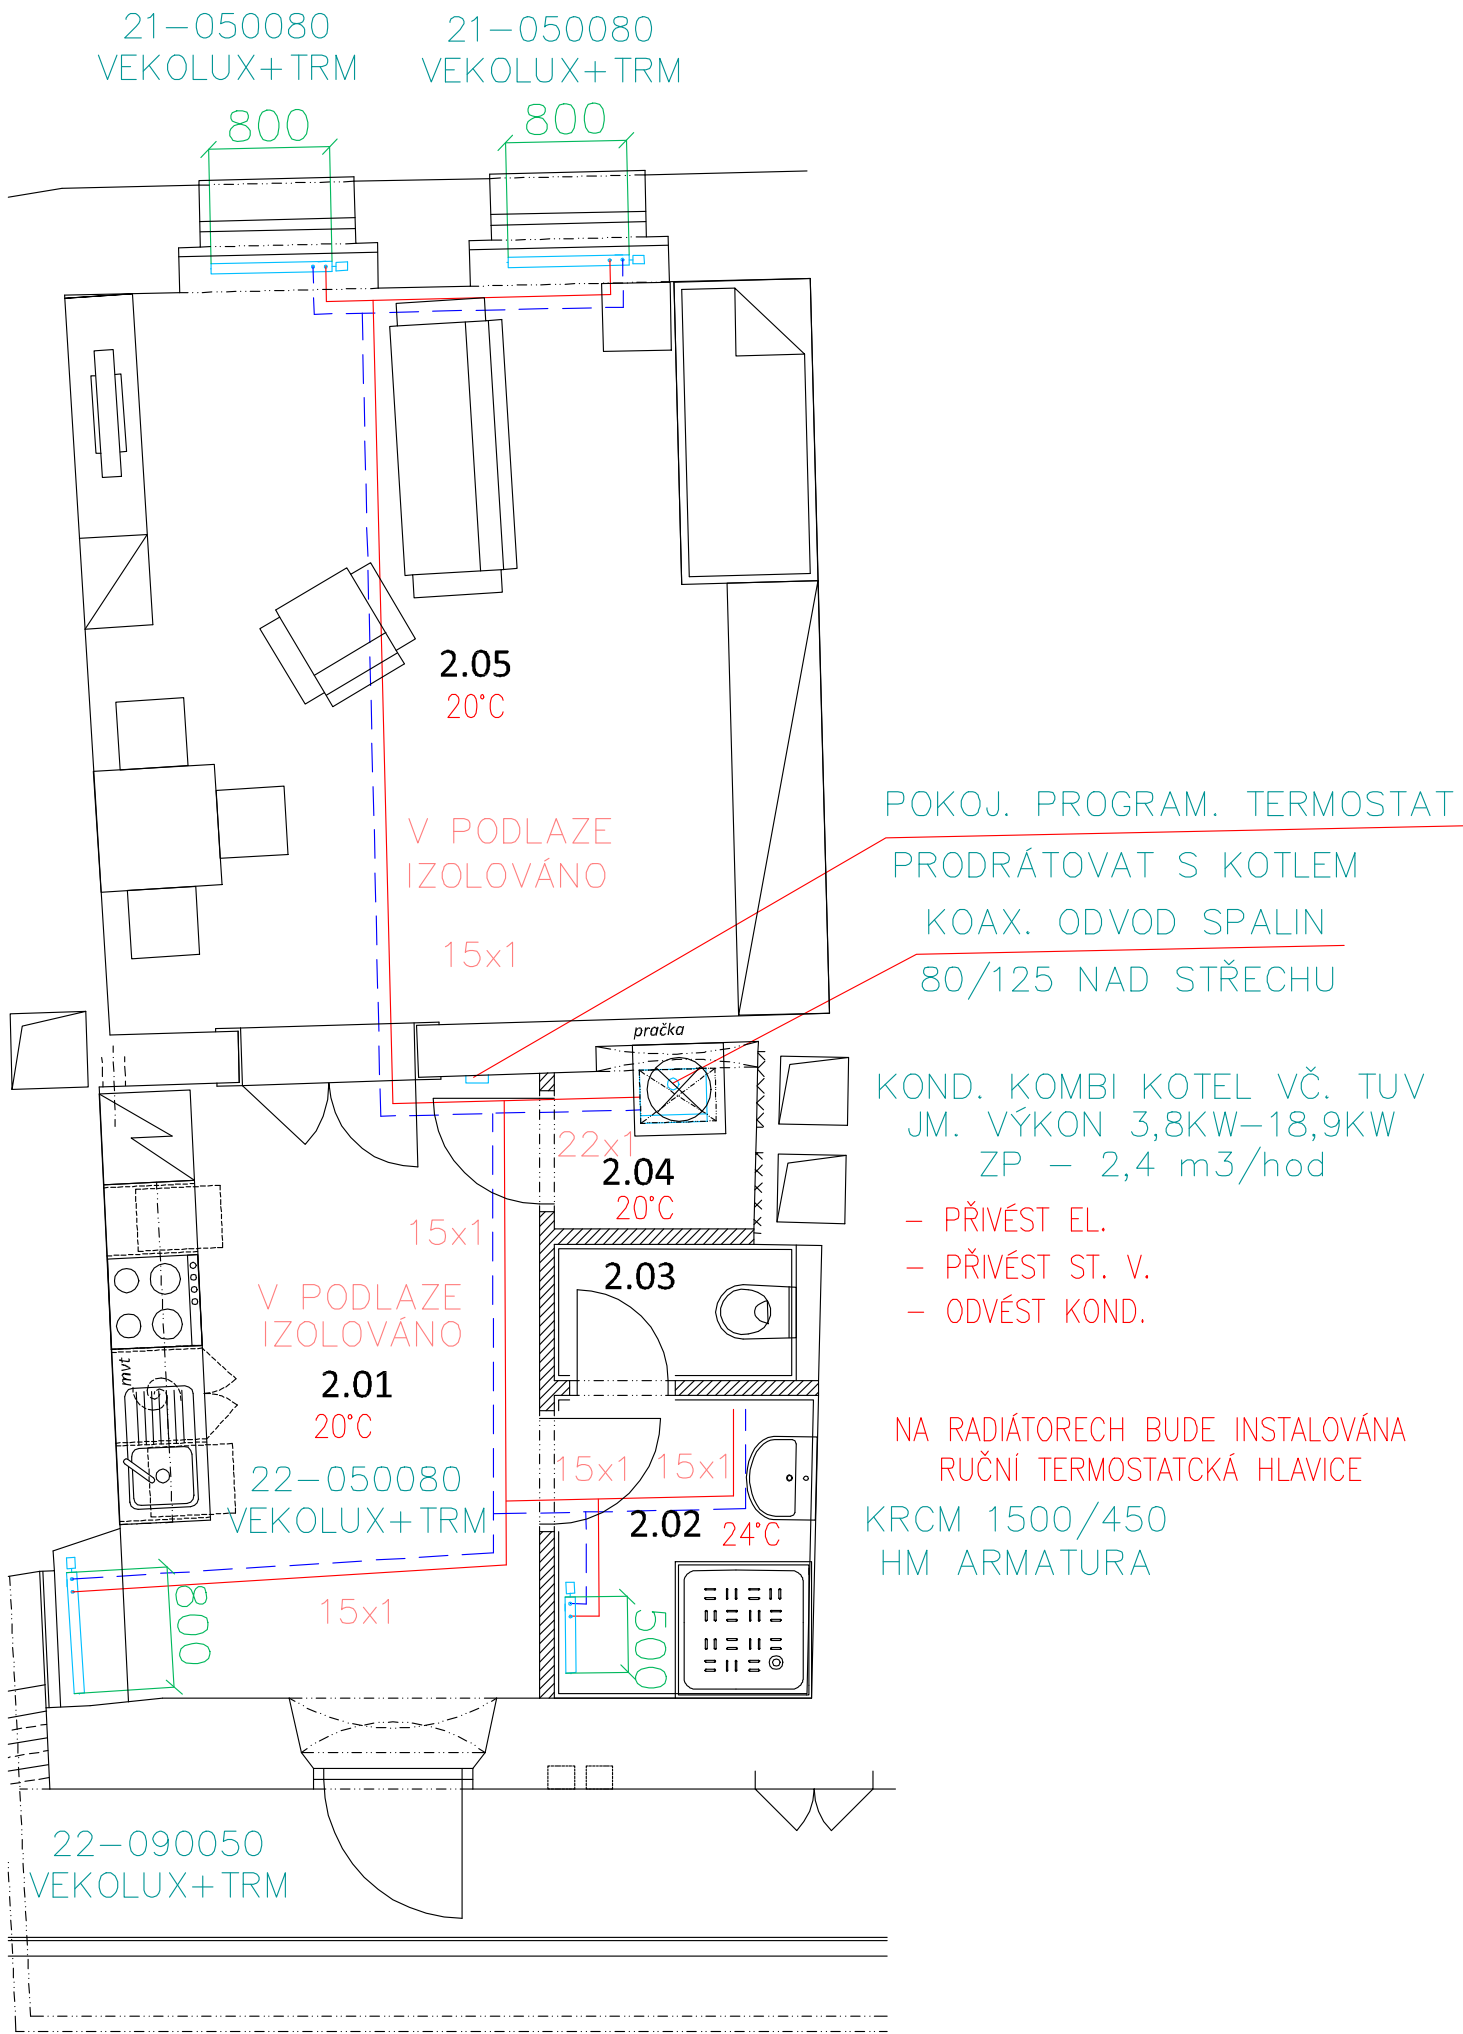 21-050080
VEKOLUX+TRM
21-050080
VEKOLUX+TRM
800
800
2.05
20°C
V PODLAZE
IZOLOVÁNO
15x1
POKOJ. PROGRAM. TERMOSTAT
PRODRÁTOVAT S KOTLEM
KOAX. ODVOD SPALIN
80/125 NAD STŘECHU
pračka
KOND. KOMBI KOTEL VČ. TUV
JM. VÝKON 3,8KW-18,9KW
ZP - 2,4 m3/hod
22x1
2.04
20°C
- PŘIVÉST EL.
- PŘIVÉST ST. V.
- ODVÉST KOND.
15x1
2.03
V PODLAZE
IZOLOVÁNO
mvt
2.01
20°C
NA RADIÁTORECH BUDE INSTALOVÁNA
RUČNÍ TERMOSTATCKÁ HLAVICE
15x1
15x1
22-050080
VEKOLUX+TRM
2.02
24°C
KRCM 1500/450
HM ARMATURA
800
15x1
500
22-090050
VEKOLUX+TRM